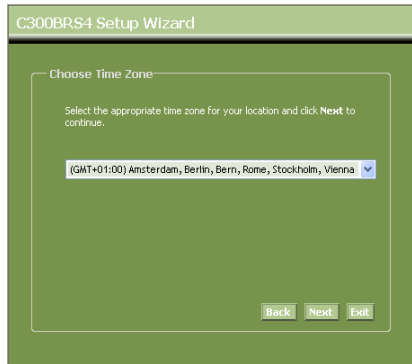 C300BRS4 Setup Wizard
Choose Time Zone
Select the appropriate time zone for your location and click Next to
continue.
(GMT+01:00) Amsterdam, Berlin, Bern, Rome, Stockholm, Vienna
Back Next Exit